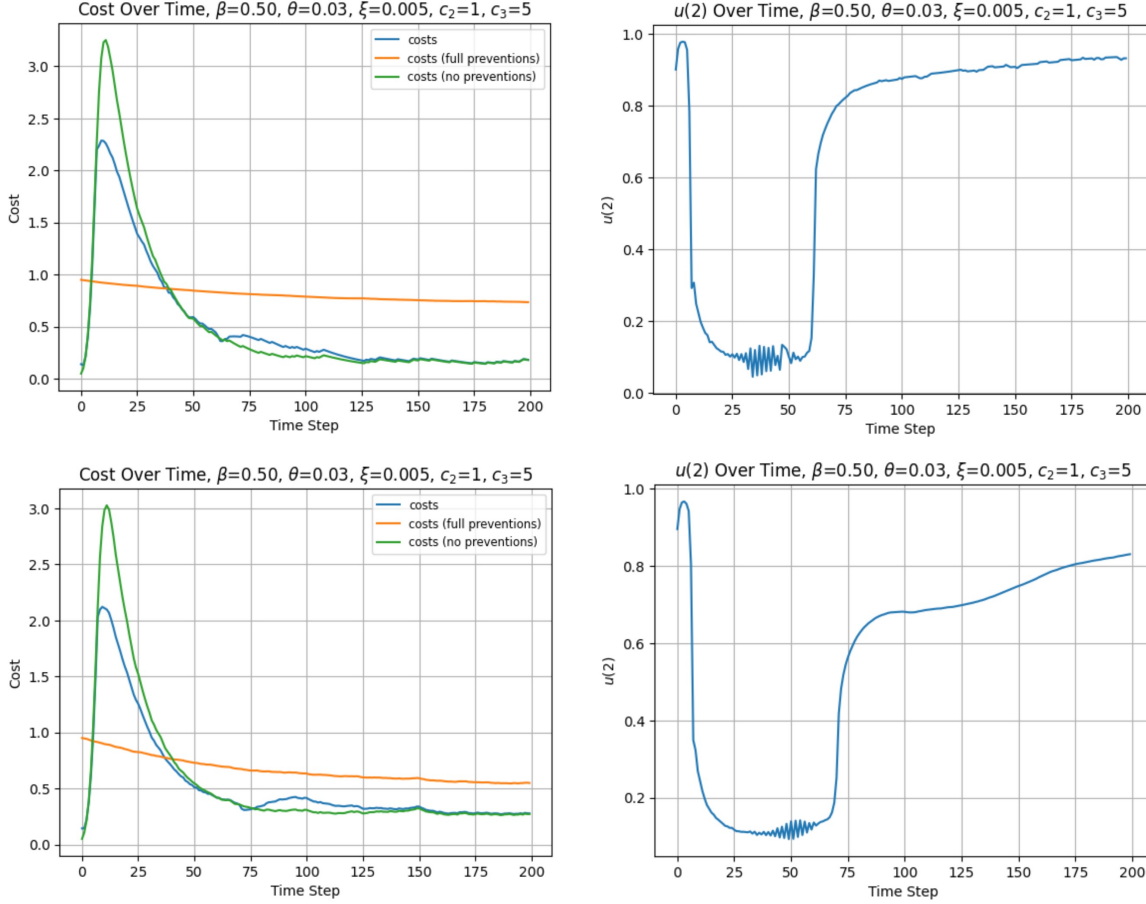 Cost Over Time, β=0.50, θ=0.03, ξ=0.005, c₂=1, c₃=5
costs
costs (full preventions)
costs (no preventions)
Cost
3.0
2.5
2.0
1.5
1.0
0.5
0.0
0 25 50 75 100 125 150 175 200
Time Step
u(2) Over Time, β=0.50, θ=0.03, ξ=0.005, c₂=1, c₃=5
u(2)
1.0
0.8
0.6
0.4
0.2
0.0
0 25 50 75 100 125 150 175 200
Time Step
Cost Over Time, β=0.50, θ=0.03, ξ=0.005, c₂=1, c₃=5
costs
costs (full preventions)
costs (no preventions)
Cost
3.0
2.5
2.0
1.5
1.0
0.5
0.0
0 25 50 75 100 125 150 175 200
Time Step
u(2) Over Time, β=0.50, θ=0.03, ξ=0.005, c₂=1, c₃=5
u(2)
1.0
0.8
0.6
0.4
0.2
0 25 50 75 100 125 150 175 200
Time Step